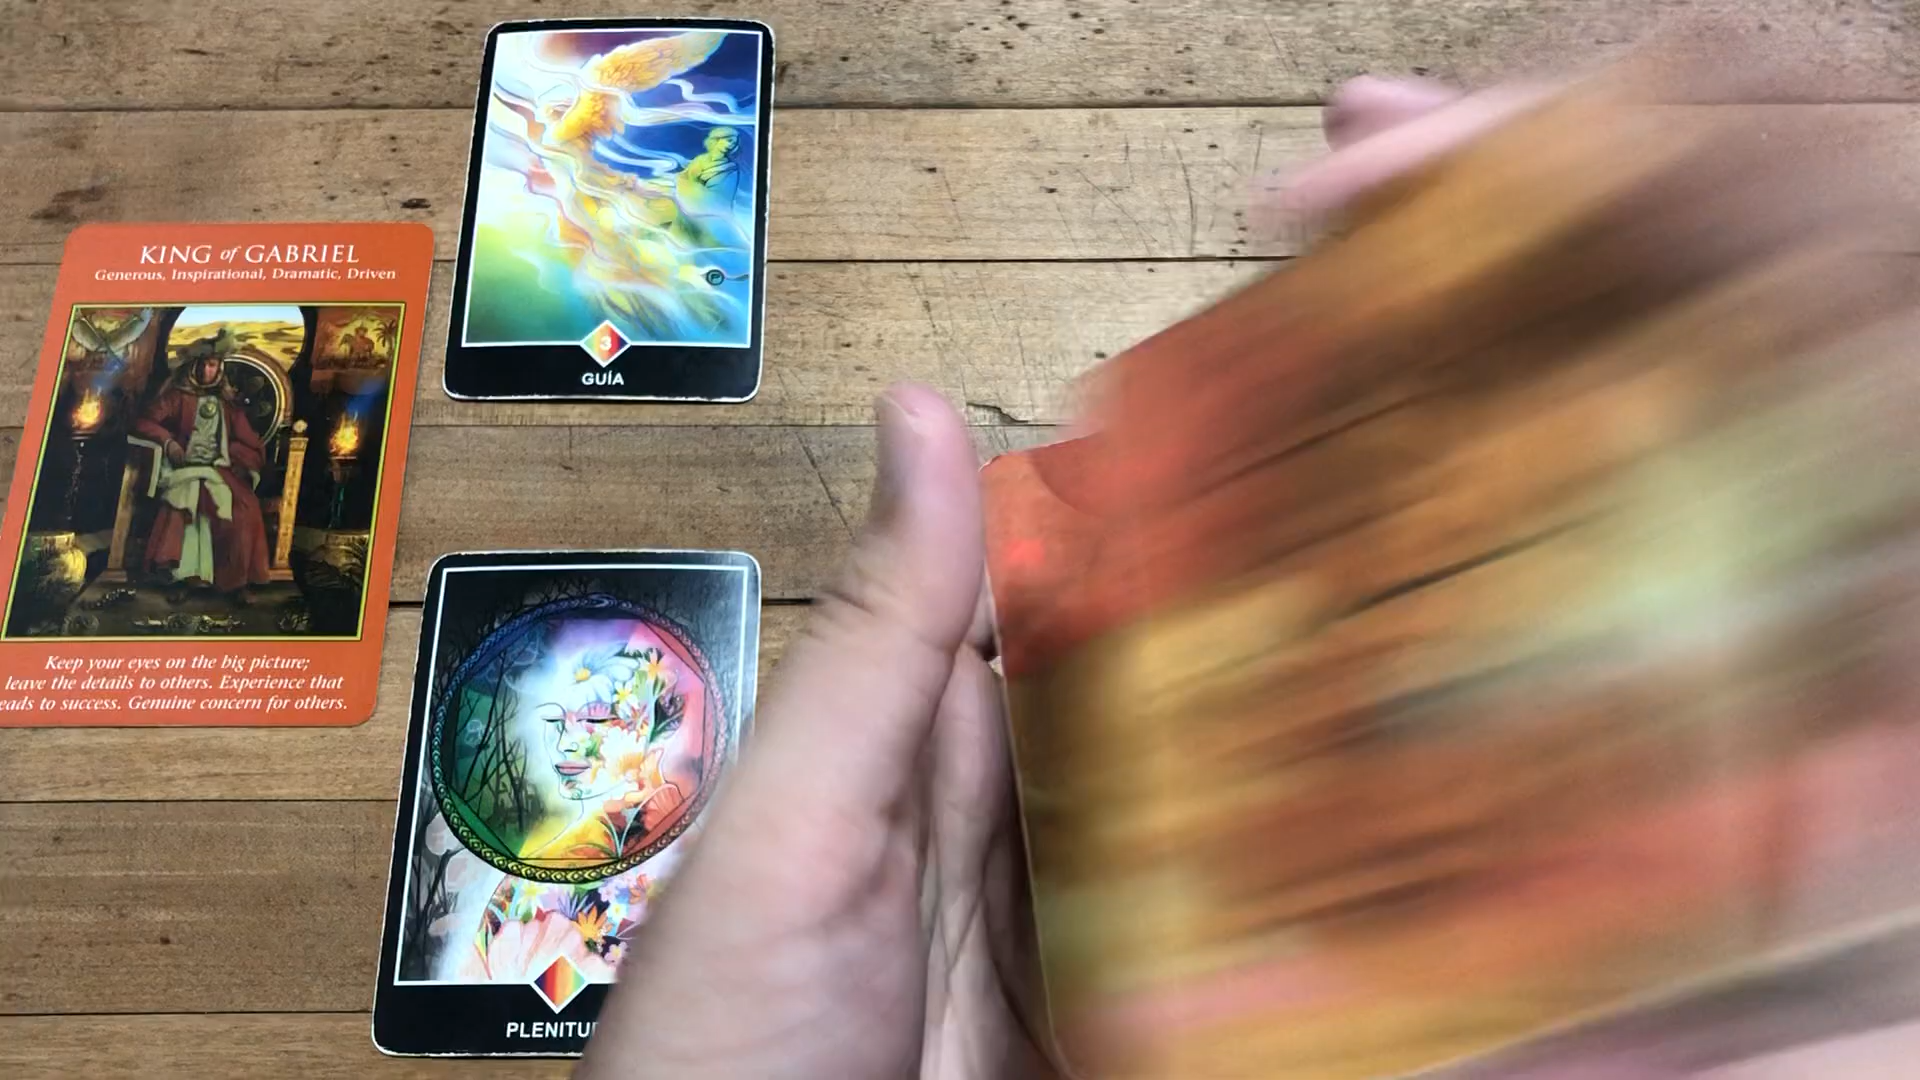 KING of GABRIEL
Generous, Inspirational, Dramatic, Driven
Keep your eyes on the big picture;
leave the details to others. Experience that
eads to success. Genuine concern for others.
3
GUÍA
PLENITU